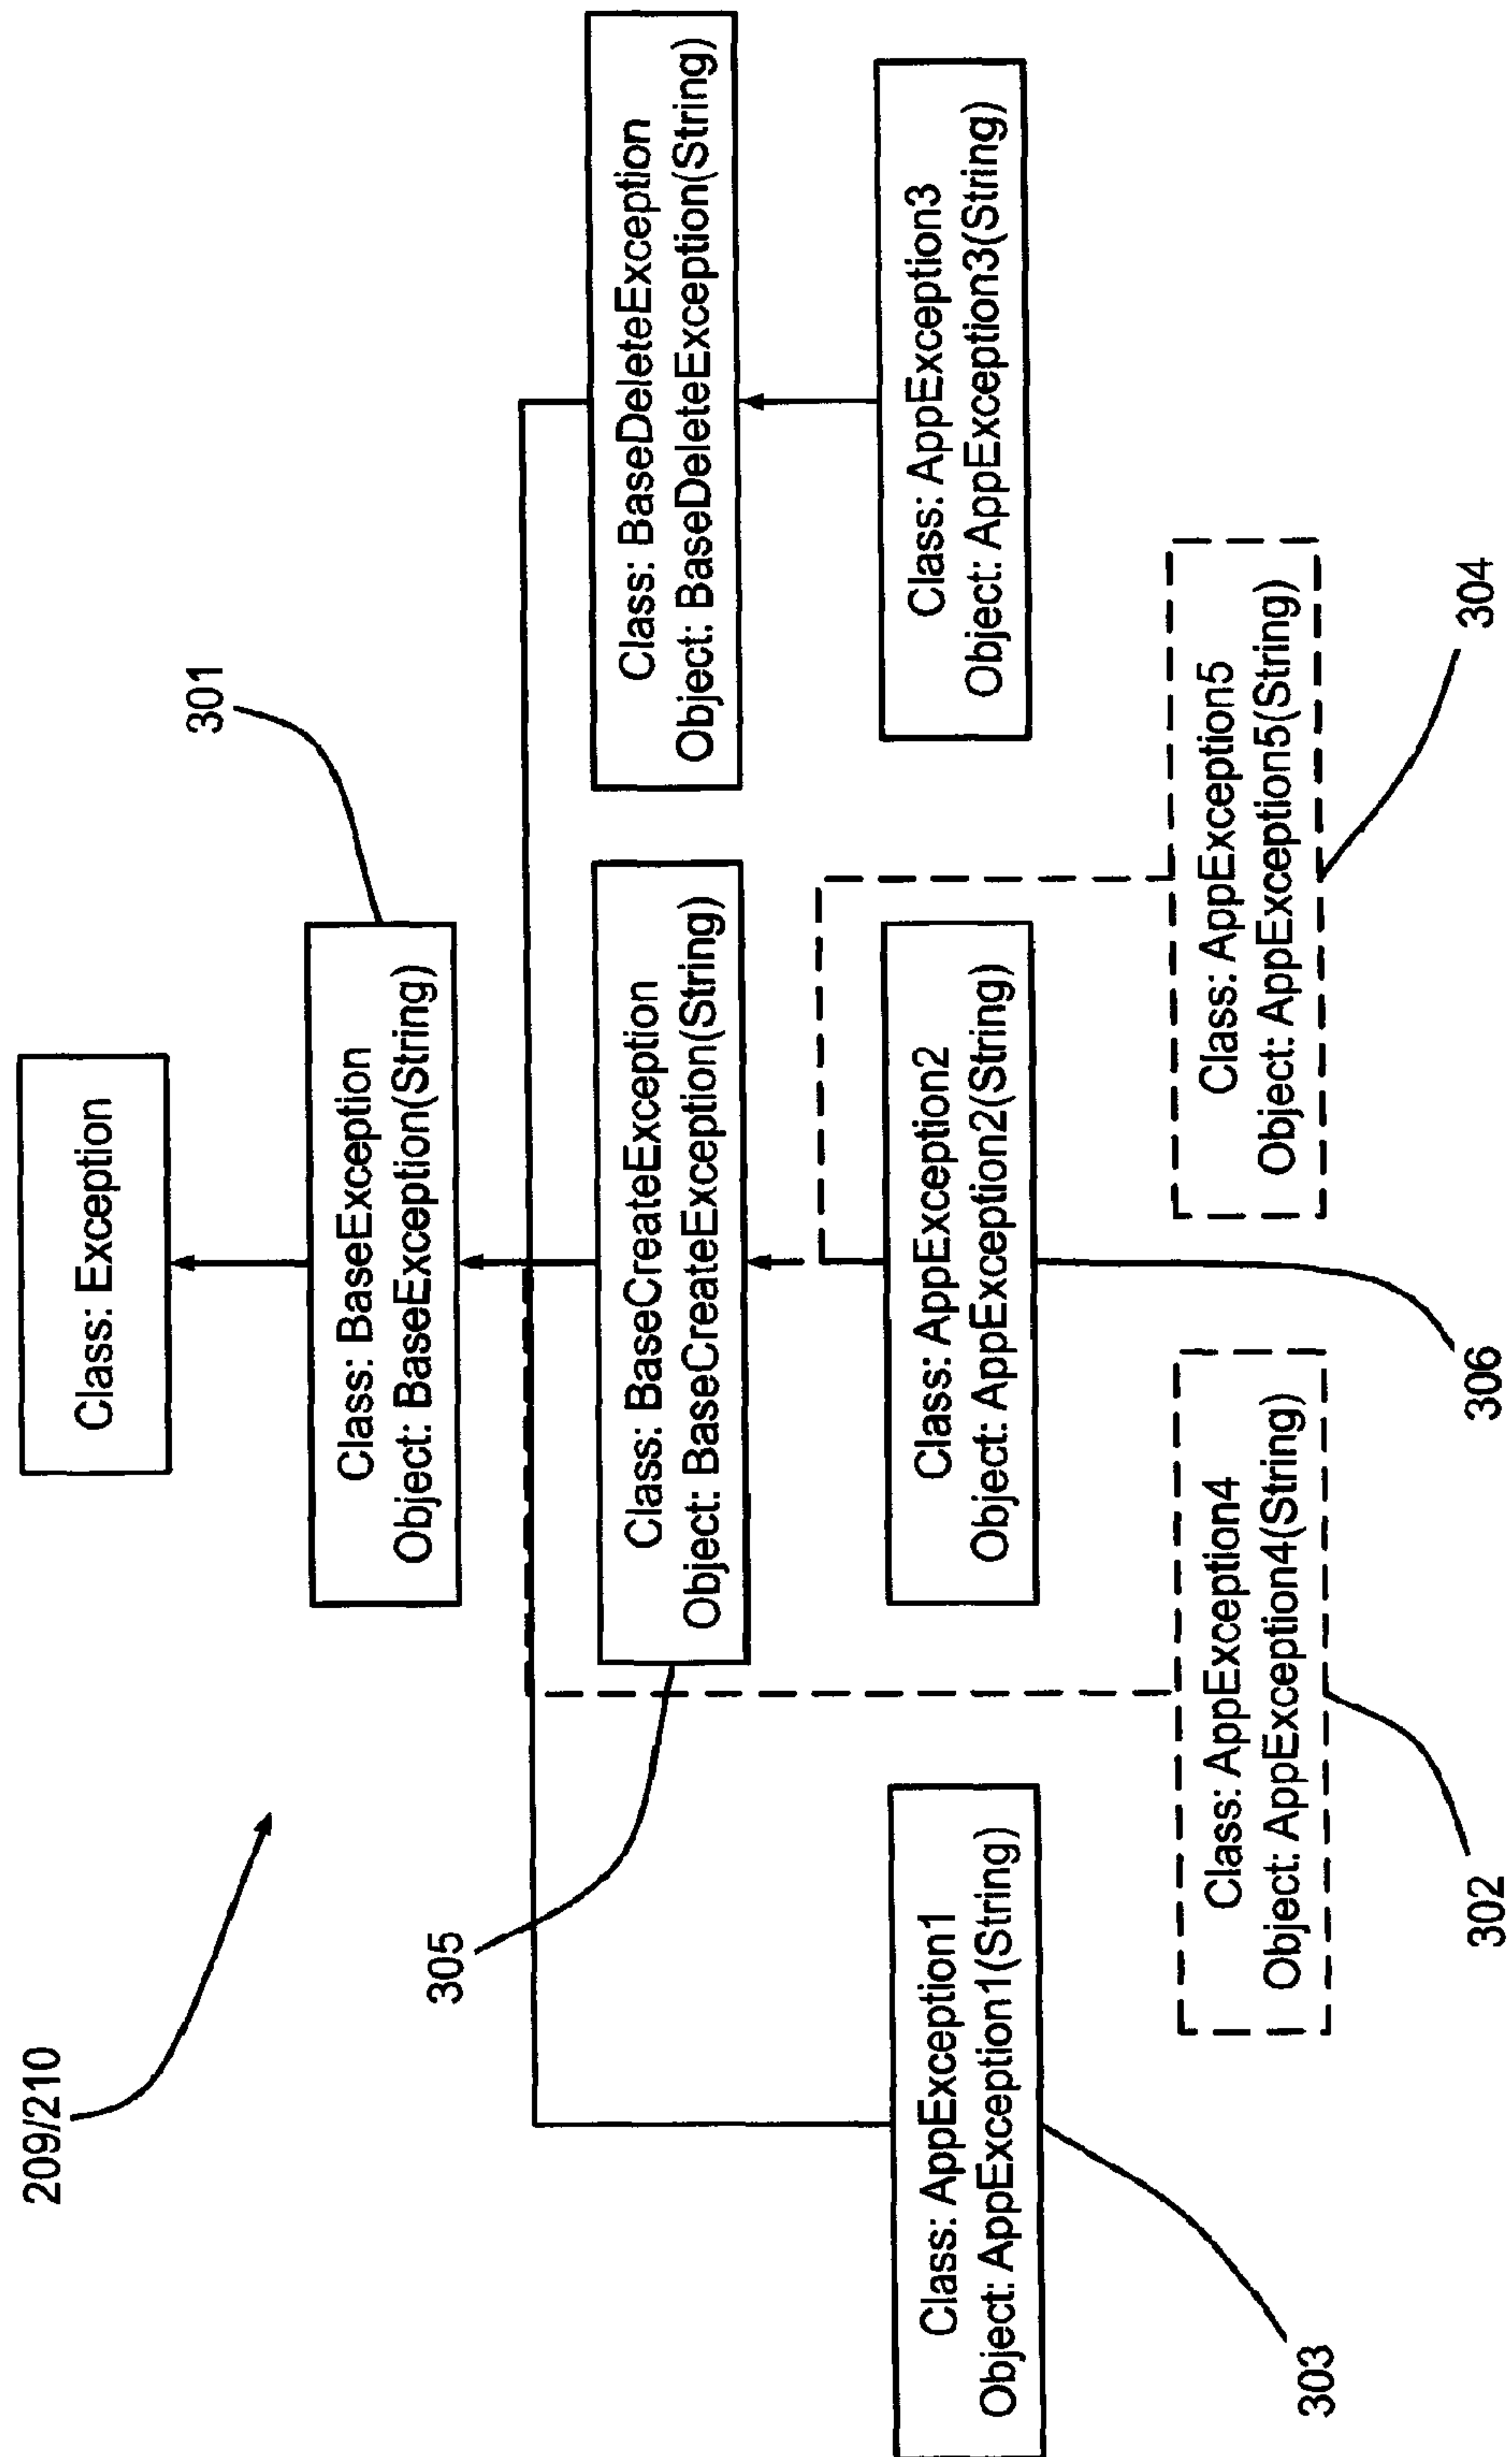 209/210
Class: Exception
301
Class: BaseException
Object: BaseException(String)
305
Class: BaseCreateException
Object: BaseCreateException(String)
Class: BaseDeleteException
Object: BaseDeleteException(String)
303
Class: AppException1
Object: AppException1(String)
Class: AppException2
Object: AppException2(String)
Class: AppException3
Object: AppException3(String)
302
Class: AppException4
Object: AppException4(String)
306
Class: AppException5
Object: AppException5(String)
304